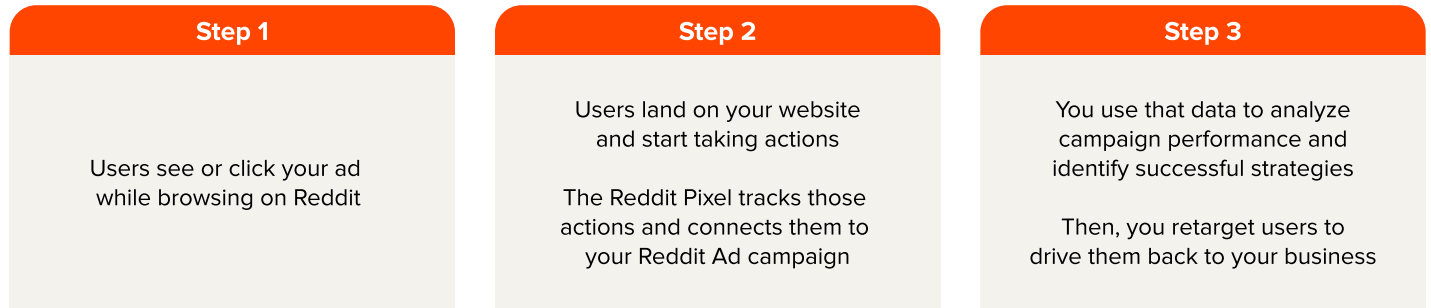 Step 1
Users see or click your ad
while browsing on Reddit
Step 2
Users land on your website
and start taking actions
The Reddit Pixel tracks those
actions and connects them to
your Reddit Ad campaign
Step 3
You use that data to analyze
campaign performance and
identify successful strategies
Then, you retarget users to
drive them back to your business